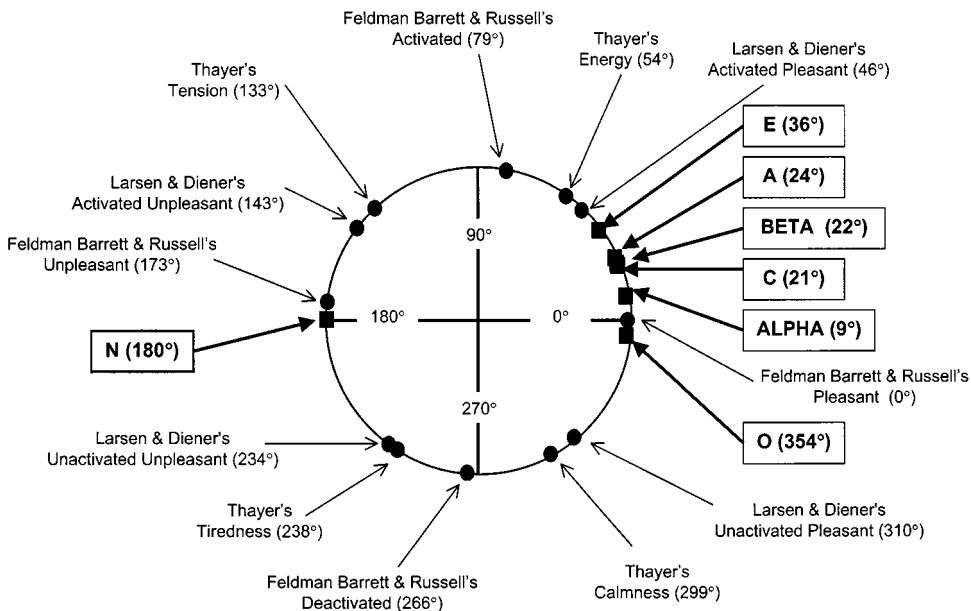 Feldman Barrett & Russell's
Activated (79°)
Thayer's
Energy (54°)
Larsen & Diener's
Activated Pleasant (46°)
Thayer's
Tension (133°)
E (36°)
A (24°)
Larsen & Diener's
Activated Unpleasant (143°)
BETA (22°)
90°
Feldman Barrett & Russell's
Unpleasant (173°)
C (21°)
180°
0°
ALPHA (9°)
N (180°)
Feldman Barrett & Russell's
Pleasant (0°)
270°
O (354°)
Larsen & Diener's
Unactivated Unpleasant (234°)
Thayer's
Tiredness (238°)
Larsen & Diener's
Unactivated Pleasant (310°)
Feldman Barrett & Russell's
Deactivated (266°)
Thayer's
Calmness (299°)